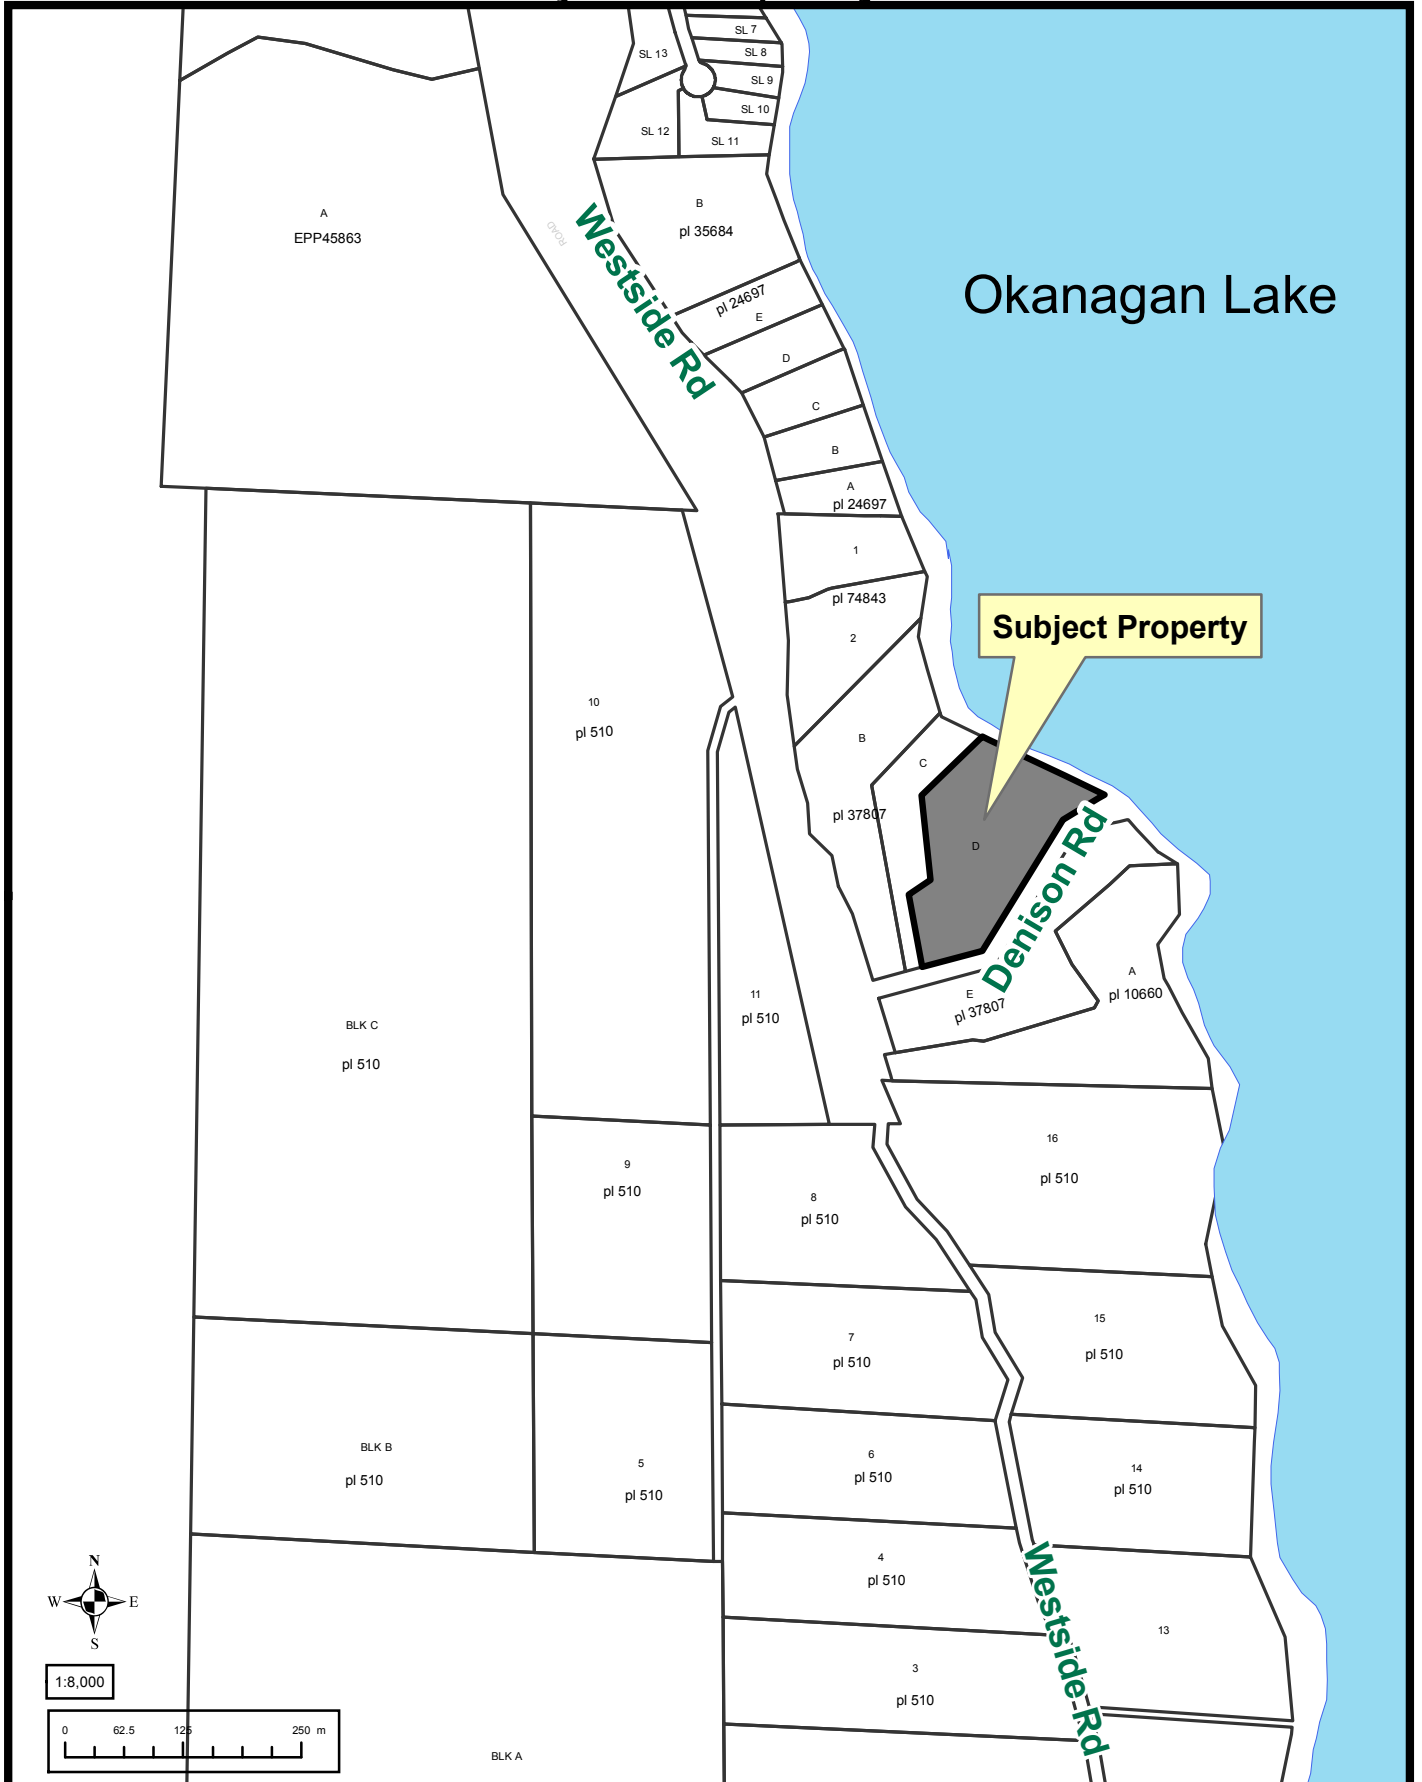 SL 7
SL 13
SL 8
SL 9
SL 10
SL 12
SL 11
A
EPP45863
B
pl 35684
ROAD
Westside Rd
Okanagan Lake
pl 24697
E
D
C
B
A
pl 24697
1
pl 74843
2
Subject Property
10
pl 510
B
C
pl 37807
D
Denison Rd
A
pl 10660
E
pl 37807
11
pl 510
BLK C
pl 510
16
pl 510
9
pl 510
8
pl 510
15
pl 510
7
pl 510
BLK B
pl 510
5
pl 510
6
pl 510
14
pl 510
4
pl 510
Westside Rd
13
3
pl 510
N
W E
S
1:8,000
0 62.5 125 250 m
BLK A